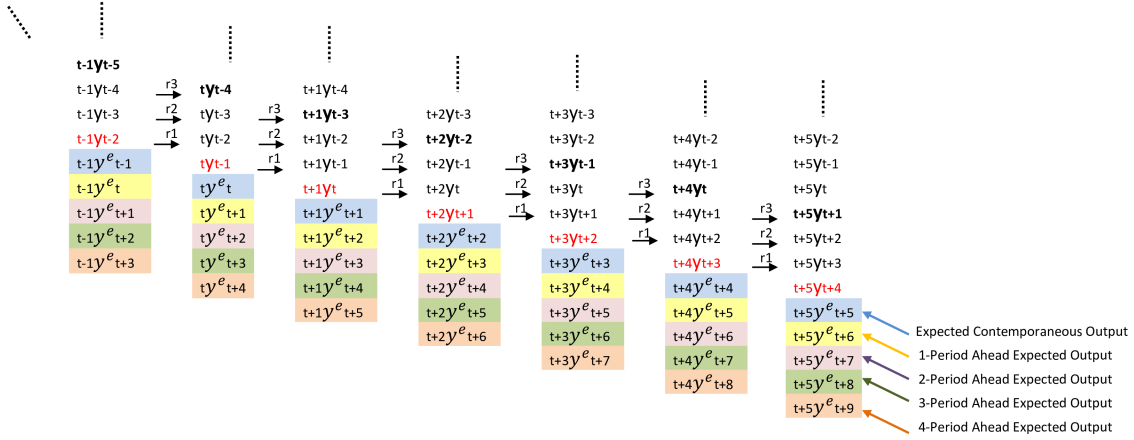 t-1yt-5
t-1yt-4 r3 tyt-4 t+1yt-4
t-1yt-3 r2 tyt-3 r3 t+1yt-3 t+2yt-3 t+3yt-3
t-1yt-2 r1 tyt-2 r2 t+1yt-2 r3 t+2yt-2 t+3yt-2 t+4yt-2 t+5yt-2
t-1yᵉt-1 tyt-1 r1 t+1yt-1 r2 t+2yt-1 r3 t+3yt-1 t+4yt-1 t+5yt-1
t-1yᵉt tyᵉt t+1yt r1 t+2yt r2 t+3yt r3 t+4yt t+5yt
t-1yᵉt+1 tyᵉt+1 t+1yᵉt+1 t+2yt+1 r1 t+3yt+1 r2 t+4yt+1 r3 t+5yt+1
t-1yᵉt+2 tyᵉt+2 t+1yᵉt+2 t+2yᵉt+2 t+3yt+2 r1 t+4yt+2 r2 t+5yt+2
t-1yᵉt+3 tyᵉt+3 t+1yᵉt+3 t+2yᵉt+3 t+3yᵉt+3 t+4yt+3 r1 t+5yt+3
tyᵉt+4 t+1yᵉt+4 t+2yᵉt+4 t+3yᵉt+4 t+4yᵉt+4 t+5yt+4
t+1yᵉt+5 t+2yᵉt+5 t+3yᵉt+5 t+4yᵉt+5 t+5yᵉt+5 Expected Contemporaneous Output
t+2yᵉt+6 t+3yᵉt+6 t+4yᵉt+6 t+5yᵉt+6 1-Period Ahead Expected Output
t+3yᵉt+7 t+4yᵉt+7 t+5yᵉt+7 2-Period Ahead Expected Output
t+4yᵉt+8 t+5yᵉt+8 3-Period Ahead Expected Output
t+5yᵉt+9 4-Period Ahead Expected Output